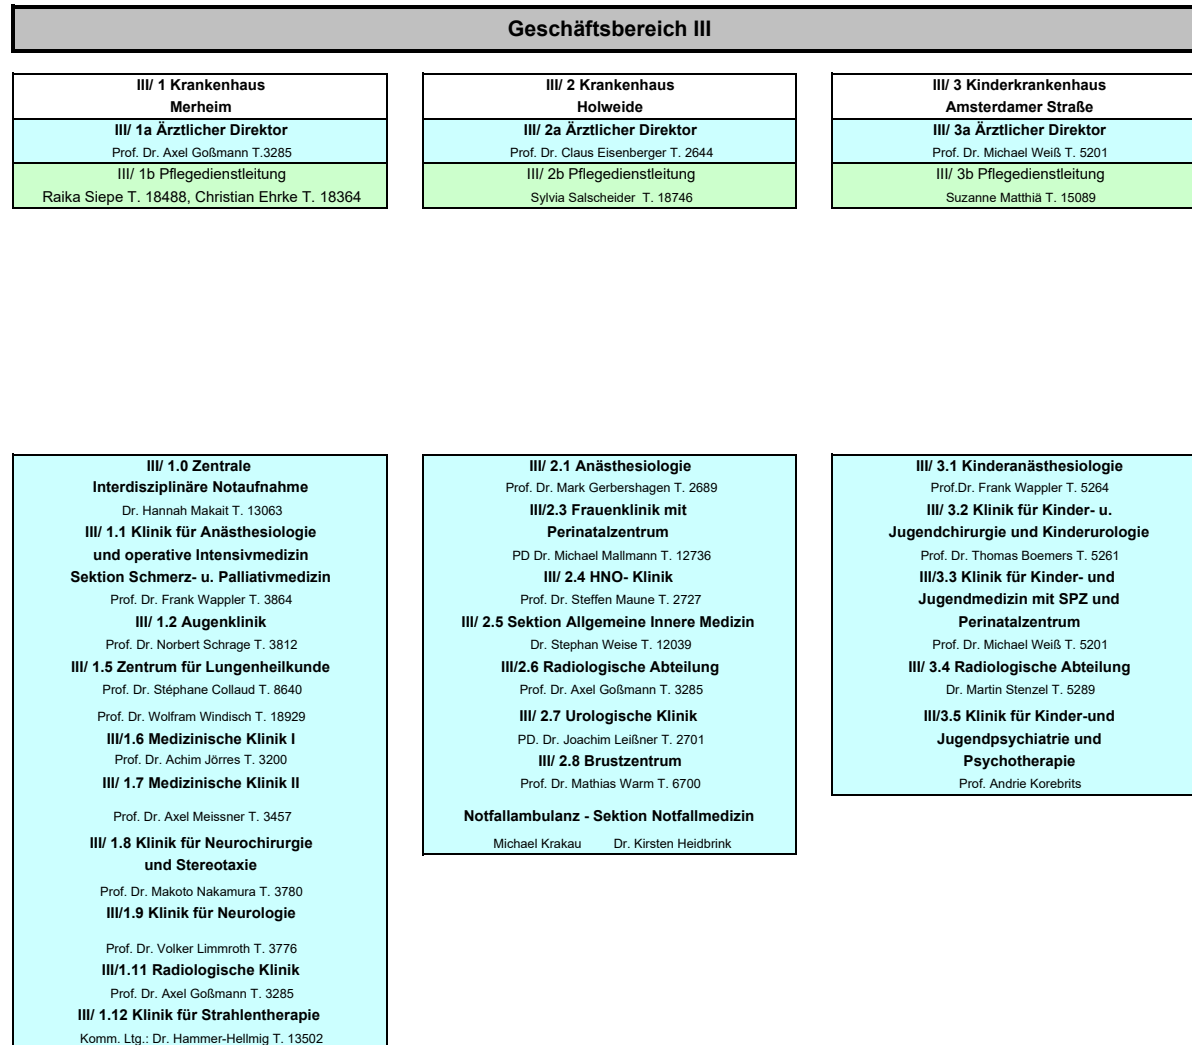 Geschäftsbereich III
III/ 1 Krankenhaus
Merheim
III/ 1a Ärztlicher Direktor
Prof. Dr. Axel Goßmann T.3285
III/ 1b Pflegedienstleitung
Raika Siepe T. 18488, Christian Ehrke T. 18364
III/ 2 Krankenhaus
Holweide
III/ 2a Ärztlicher Direktor
Prof. Dr. Claus Eisenberger T. 2644
III/ 2b Pflegedienstleitung
Sylvia Salscheider T. 18746
III/ 3 Kinderkrankenhaus
Amsterdamer Straße
III/ 3a Ärztlicher Direktor
Prof. Dr. Michael Weiß T. 5201
III/ 3b Pflegedienstleitung
Suzanne Matthiä T. 15089
III/ 1.0 Zentrale
Interdisziplinäre Notaufnahme
Dr. Hannah Makait T. 13063
III/ 1.1 Klinik für Anästhesiologie
und operative Intensivmedizin
Sektion Schmerz- u. Palliativmedizin
Prof. Dr. Frank Wappler T. 3864
III/ 1.2 Augenklinik
Prof. Dr. Norbert Schrage T. 3812
III/ 1.5 Zentrum für Lungenheilkunde
Prof. Dr. Stéphane Collaud T. 8640
Prof. Dr. Wolfram Windisch T. 18929
III/1.6 Medizinische Klinik I
Prof. Dr. Achim Jörres T. 3200
III/ 1.7 Medizinische Klinik II
Prof. Dr. Axel Meissner T. 3457
III/ 1.8 Klinik für Neurochirurgie
und Stereotaxie
Prof. Dr. Makoto Nakamura T. 3780
III/1.9 Klinik für Neurologie
Prof. Dr. Volker Limmroth T. 3776
III/1.11 Radiologische Klinik
Prof. Dr. Axel Goßmann T. 3285
III/ 1.12 Klinik für Strahlentherapie
Komm. Ltg.: Dr. Hammer-Hellmig T. 13502
III/ 2.1 Anästhesiologie
Prof. Dr. Mark Gerbershagen T. 2689
III/2.3 Frauenklinik mit
Perinatalzentrum
PD Dr. Michael Mallmann T. 12736
III/ 2.4 HNO- Klinik
Prof. Dr. Steffen Maune T. 2727
III/ 2.5 Sektion Allgemeine Innere Medizin
Dr. Stephan Weise T. 12039
III/2.6 Radiologische Abteilung
Prof. Dr. Axel Goßmann T. 3285
III/ 2.7 Urologische Klinik
PD. Dr. Joachim Leißner T. 2701
III/ 2.8 Brustzentrum
Prof. Dr. Mathias Warm T. 6700
Notfallambulanz - Sektion Notfallmedizin
Michael Krakau Dr. Kirsten Heidbrink
III/ 3.1 Kinderanästhesiologie
Prof.Dr. Frank Wappler T. 5264
III/ 3.2 Klinik für Kinder- u.
Jugendchirurgie und Kinderurologie
Prof. Dr. Thomas Boemers T. 5261
III/3.3 Klinik für Kinder- und
Jugendmedizin mit SPZ und
Perinatalzentrum
Prof. Dr. Michael Weiß T. 5201
III/ 3.4 Radiologische Abteilung
Dr. Martin Stenzel T. 5289
III/3.5 Klinik für Kinder-und
Jugendpsychiatrie und
Psychotherapie
Prof. Andrie Korebrits